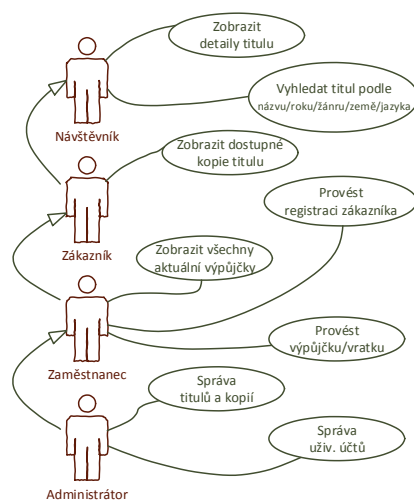 Zobrazit
detaily titulu
Návštěvník
Vyhledat titul podle
názvu/roku/žánru/země/jazyka
Zobrazit dostupné
kopie titulu
Zákazník
Provést
registraci zákazníka
Zobrazit všechny
aktuální výpůjčky
Zaměstnanec
Provést
výpůjčku/vratku
Správa
titulů a kopií
Správa
uživ. účtů
Administrátor